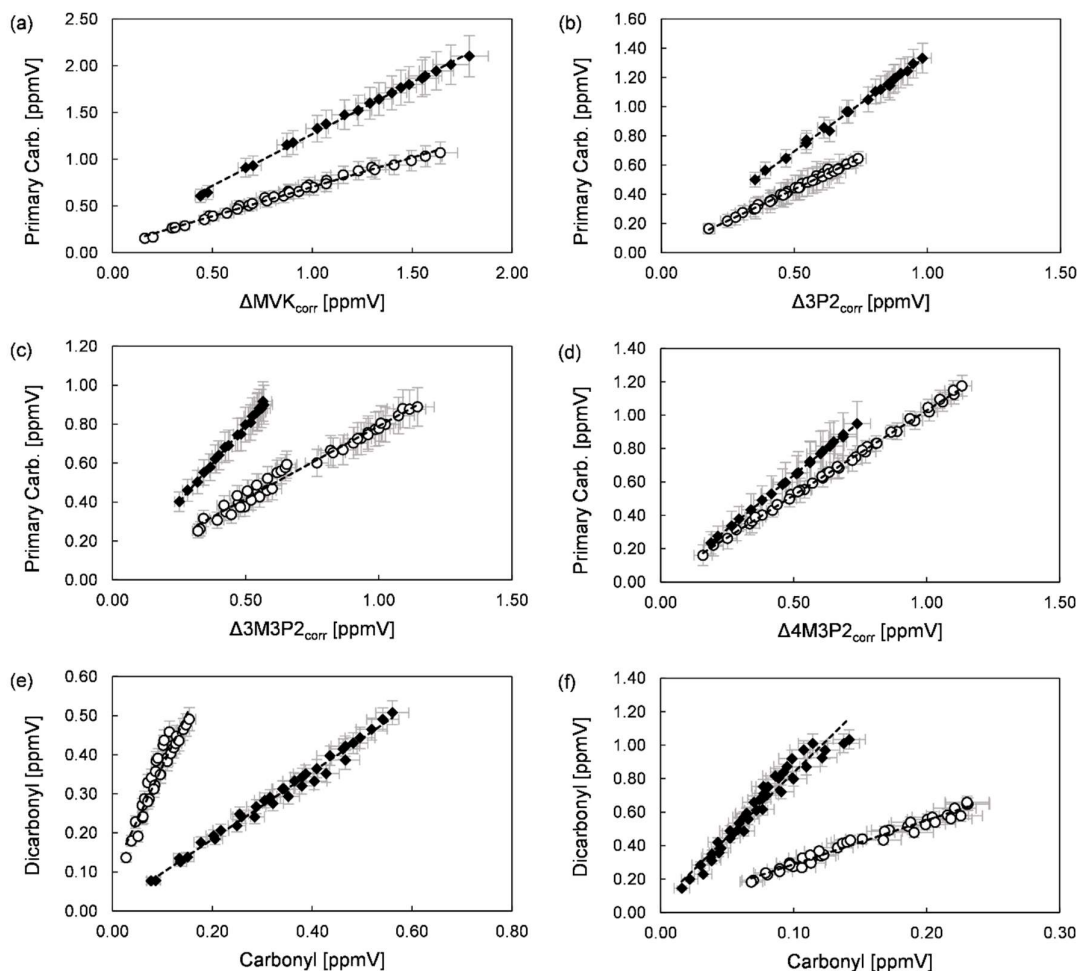 (a)
2.50
2.00
1.50
1.00
0.50
0.00
Primary Carb. [ppmV]
0.00 0.50 1.00 1.50 2.00
ΔMVKcorr [ppmV]
(b)
1.60
1.40
1.20
1.00
0.80
0.60
0.40
0.20
0.00
Primary Carb. [ppmV]
0.00 0.50 1.00 1.50
Δ3P2corr [ppmV]
(c)
1.20
1.00
0.80
0.60
0.40
0.20
0.00
Primary Carb. [ppmV]
0.00 0.50 1.00 1.50
Δ3M3P2corr [ppmV]
(d)
1.40
1.20
1.00
0.80
0.60
0.40
0.20
0.00
Primary Carb. [ppmV]
0.00 0.50 1.00 1.50
Δ4M3P2corr [ppmV]
(e)
0.60
0.50
0.40
0.30
0.20
0.10
0.00
Dicarbonyl [ppmV]
0.00 0.20 0.40 0.60 0.80
Carbonyl [ppmV]
(f)
1.40
1.20
1.00
0.80
0.60
0.40
0.20
0.00
Dicarbonyl [ppmV]
0.00 0.10 0.20 0.30
Carbonyl [ppmV]